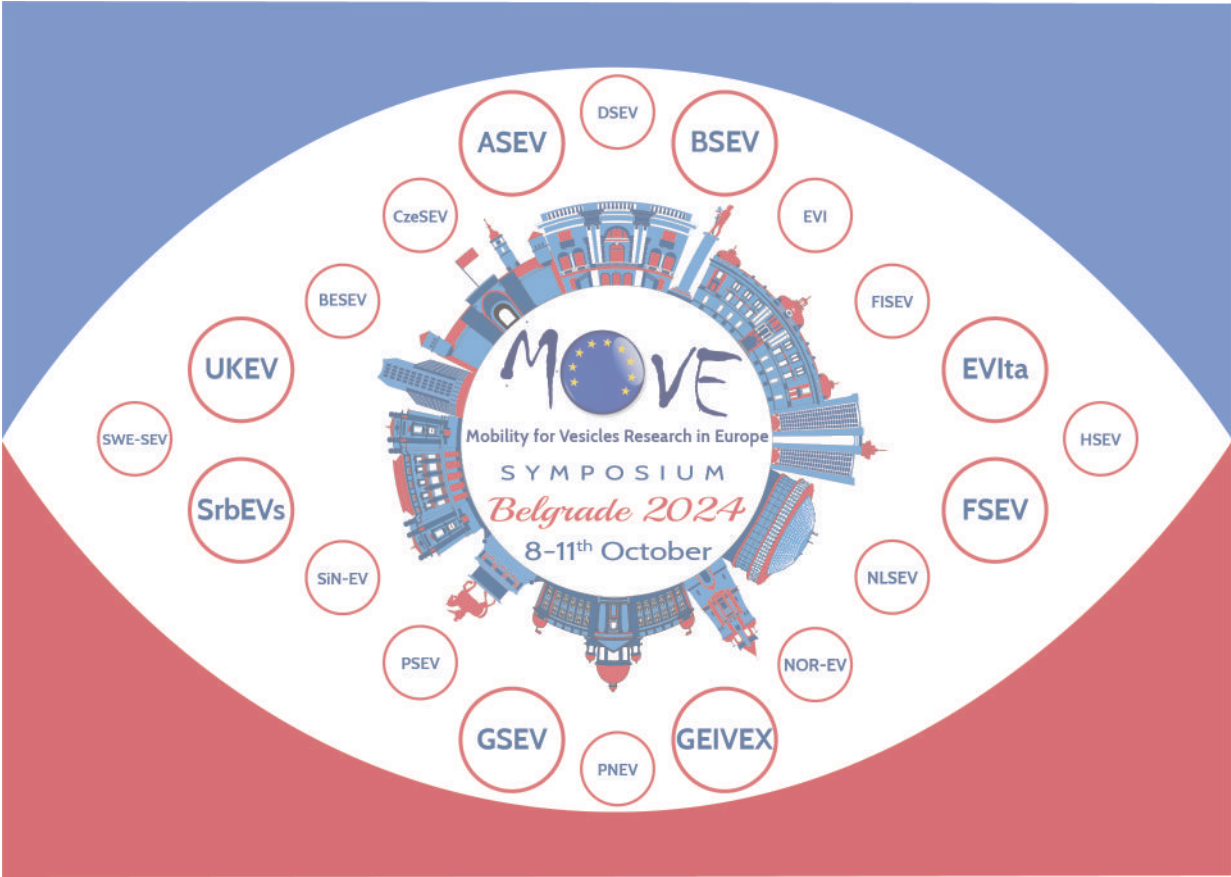 DSEV
ASEV
BSEV
CzeSEV
EVI
BESEV
FISEV
UKEV
EVIta
MOVE
Mobility for Vesicles Research in Europe
SWE-SEV
HSEV
SYMPOSIUM
Belgrade 2024
SrbEVs
FSEV
8-11th October
SiN-EV
NLSEV
PSEV
NOR-EV
GSEV
GEIVEX
PNEV